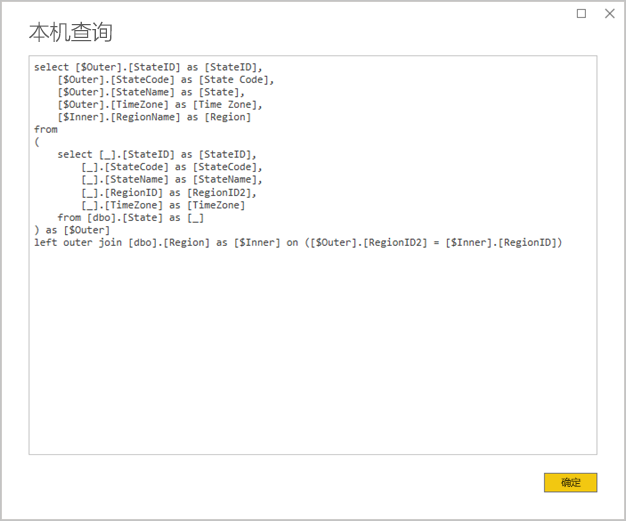 本机查询
select [$Outer].[StateID] as [StateID],
    [$Outer].[StateCode] as [State Code],
    [$Outer].[StateName] as [State],
    [$Outer].[TimeZone] as [Time Zone],
    [$Inner].[RegionName] as [Region]
from
(
    select [_].[StateID] as [StateID],
        [_].[StateCode] as [StateCode],
        [_].[StateName] as [StateName],
        [_].[RegionID] as [RegionID2],
        [_].[TimeZone] as [TimeZone]
    from [dbo].[State] as [_]
) as [$Outer]
left outer join [dbo].[Region] as [$Inner] on ([$Outer].[RegionID2] = [$Inner].[RegionID])
确定